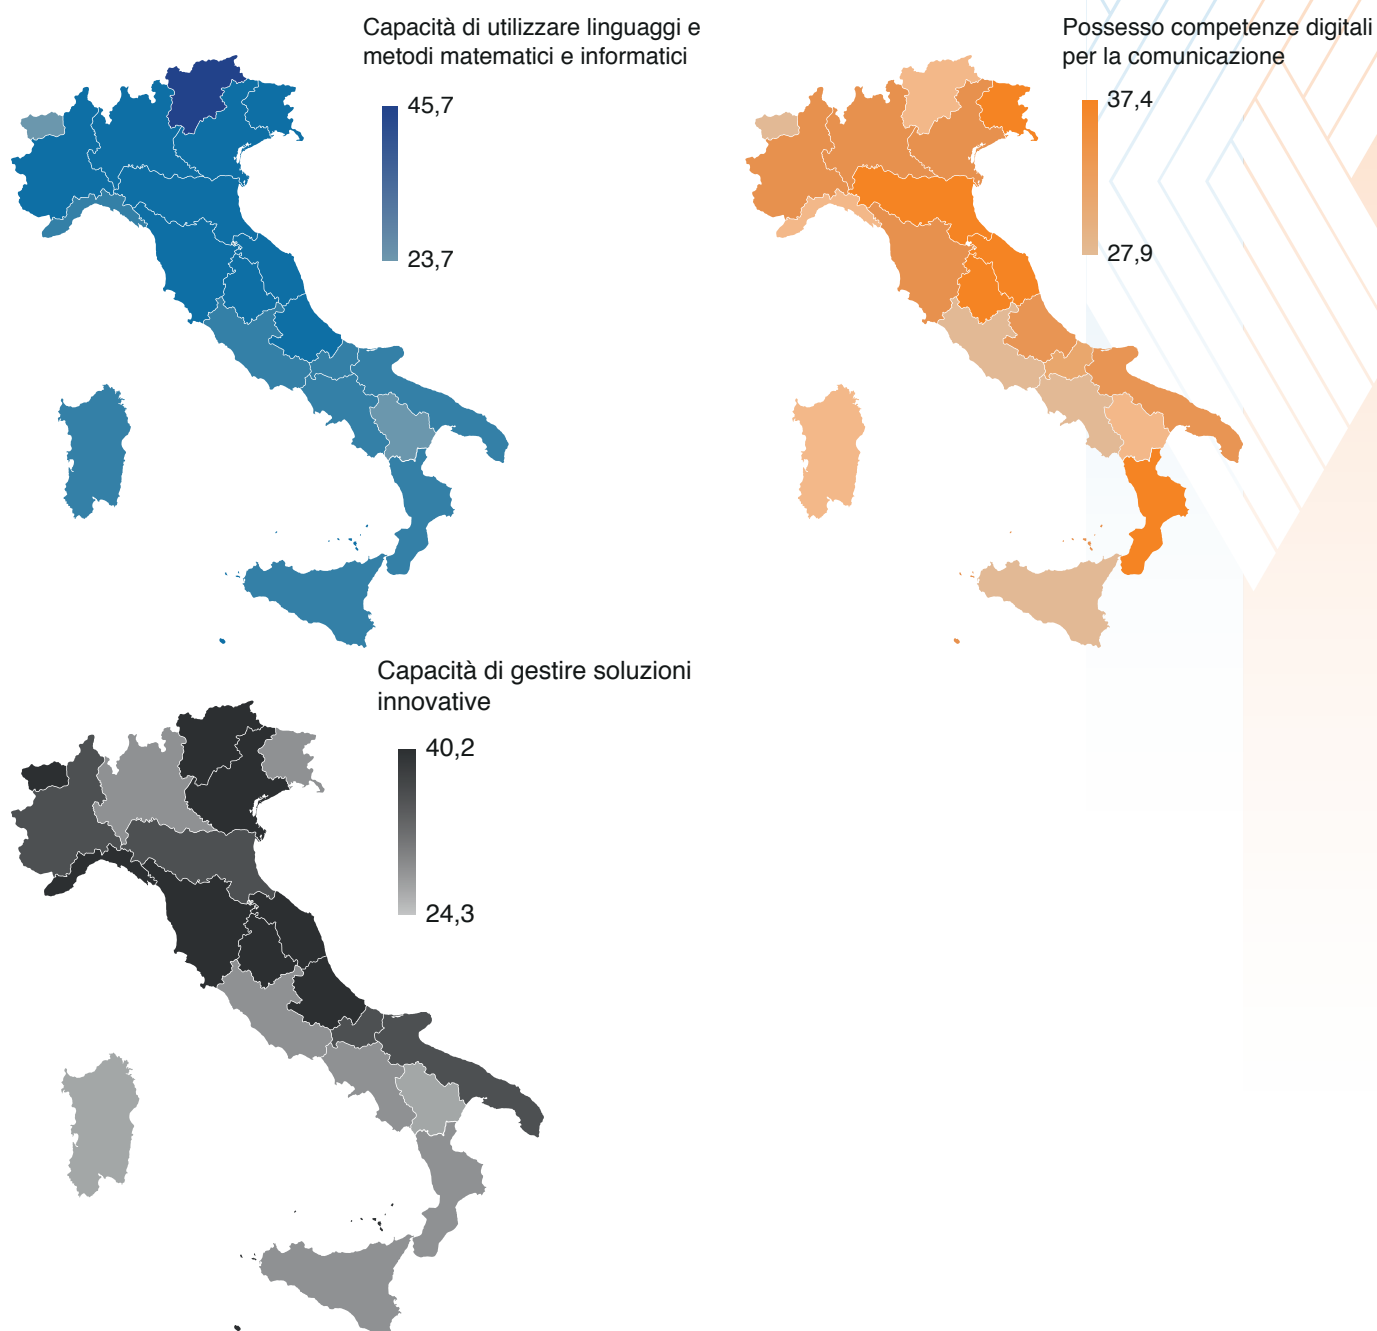 Capacità di utilizzare linguaggi e
metodi matematici e informatici
45,7
23,7
Possesso competenze digitali
per la comunicazione
37,4
27,9
Capacità di gestire soluzioni
innovative
40,2
24,3